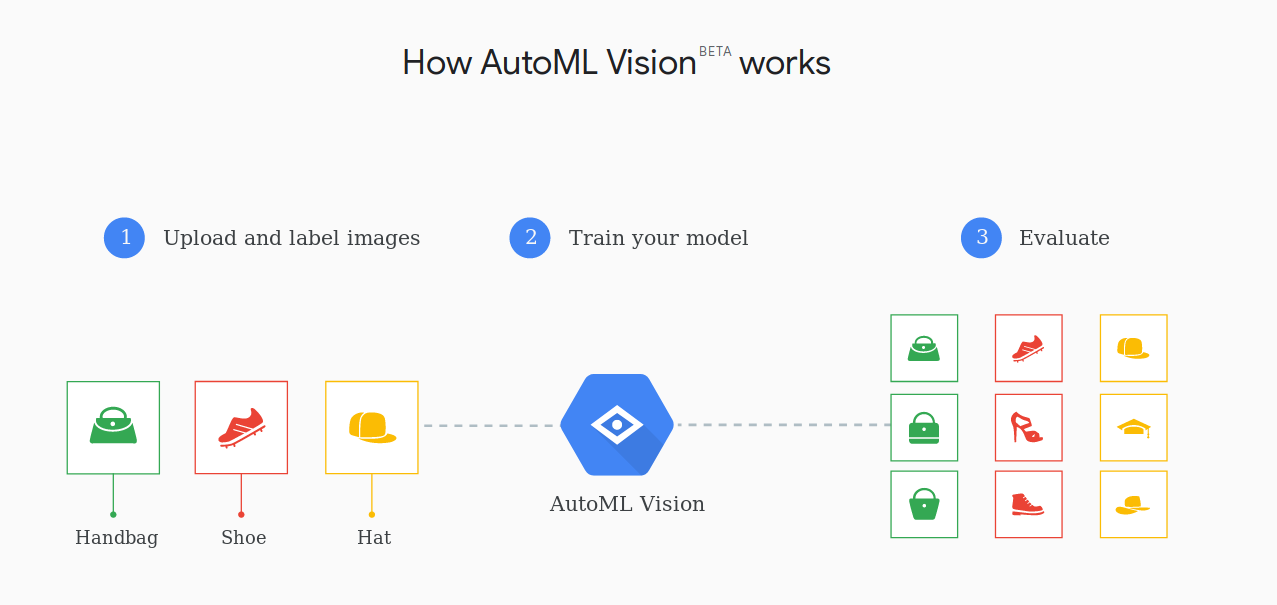 How AutoML Vision BETA works
1 Upload and label images
2 Train your model
3 Evaluate
AutoML Vision
Handbag
Shoe
Hat